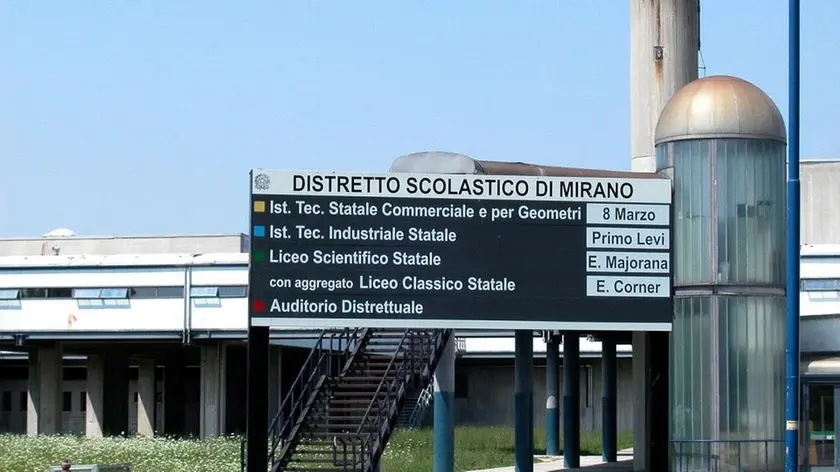 DISTRETTO SCOLASTICO DI MIRANO
Ist. Tec. Statale Commerciale e per Geometri 8 Marzo
Ist. Tec. Industriale Statale Primo Levi
Liceo Scientifico Statale E. Majorana
con aggregato Liceo Classico Statale E. Corner
Auditorio Distrettuale